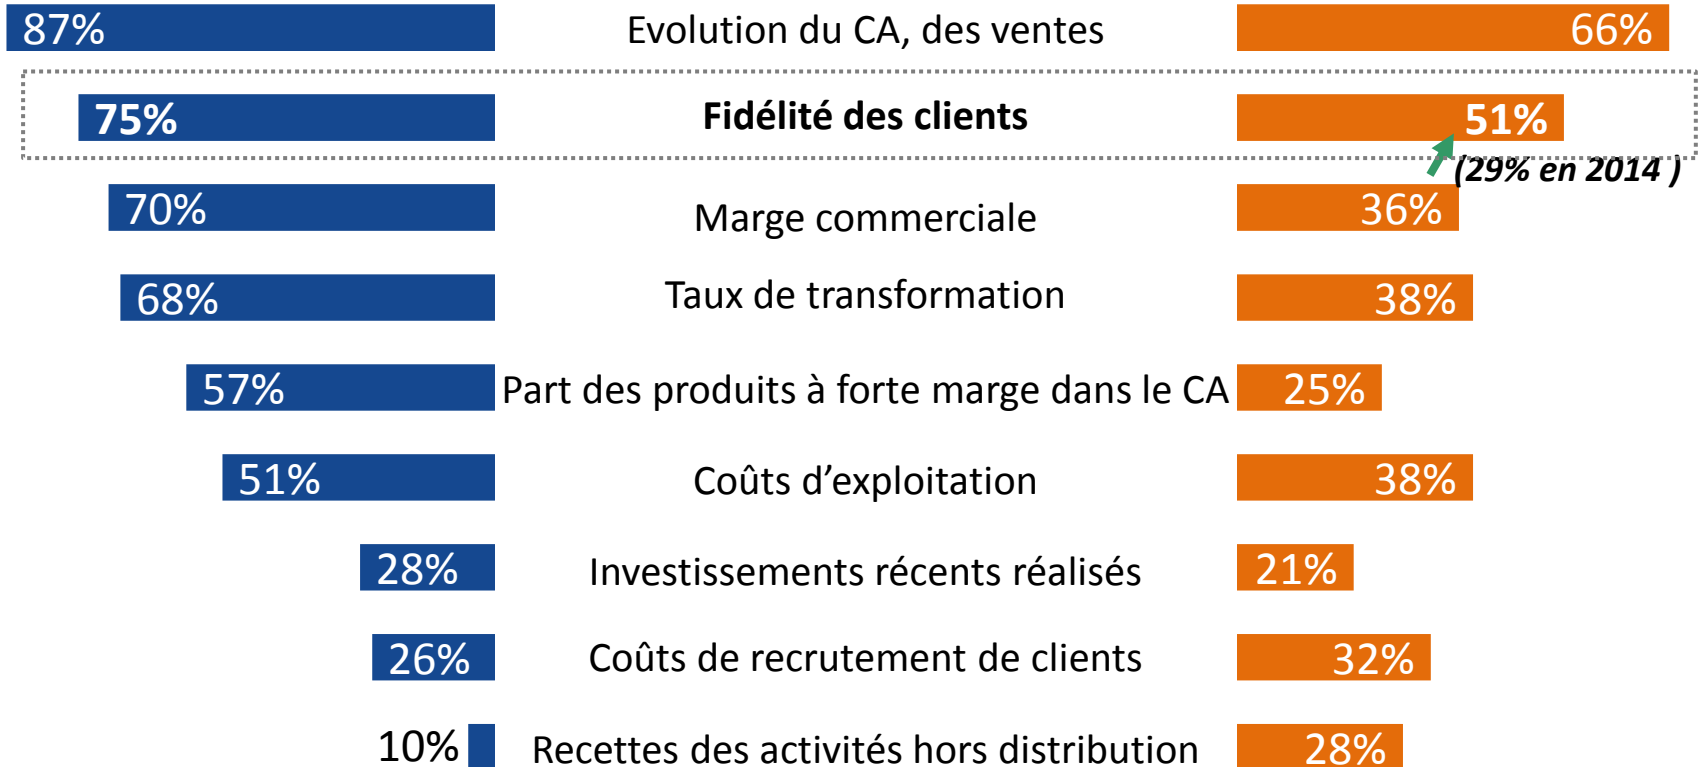 87% Evolution du CA, des ventes 66%
75% Fidélité des clients 51%
(29% en 2014 )
70% Marge commerciale 36%
68% Taux de transformation 38%
57% Part des produits à forte marge dans le CA 25%
51% Coûts d’exploitation 38%
28% Investissements récents réalisés 21%
26% Coûts de recrutement de clients 32%
10% Recettes des activités hors distribution 28%